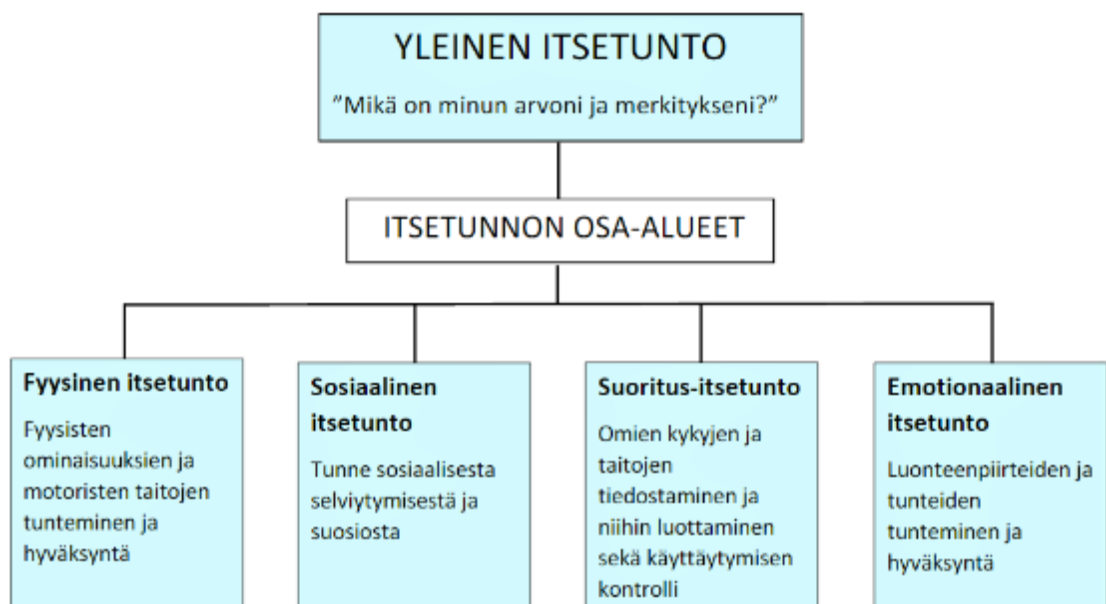 YLEINEN ITSETUNTO
”Mikä on minun arvoni ja merkitykseni?”
ITSETUNNON OSA-ALUEET
Fyysinen itsetunto
Fyysisten
ominaisuuksien ja
motoristen taitojen
tunteminen ja
hyväksyntä
Sosiaalinen
itsetunto
Tunne sosiaalisesta
selviytymisestä ja
suosiosta
Suoritus-itsetunto
Omien kykyjen ja
taitojen
tiedostaminen ja
niihin luottaminen
sekä käyttäytymisen
kontrolli
Emotionaalinen
itsetunto
Luonteenpiirteiden ja
tunteiden
tunteminen ja
hyväksyntä